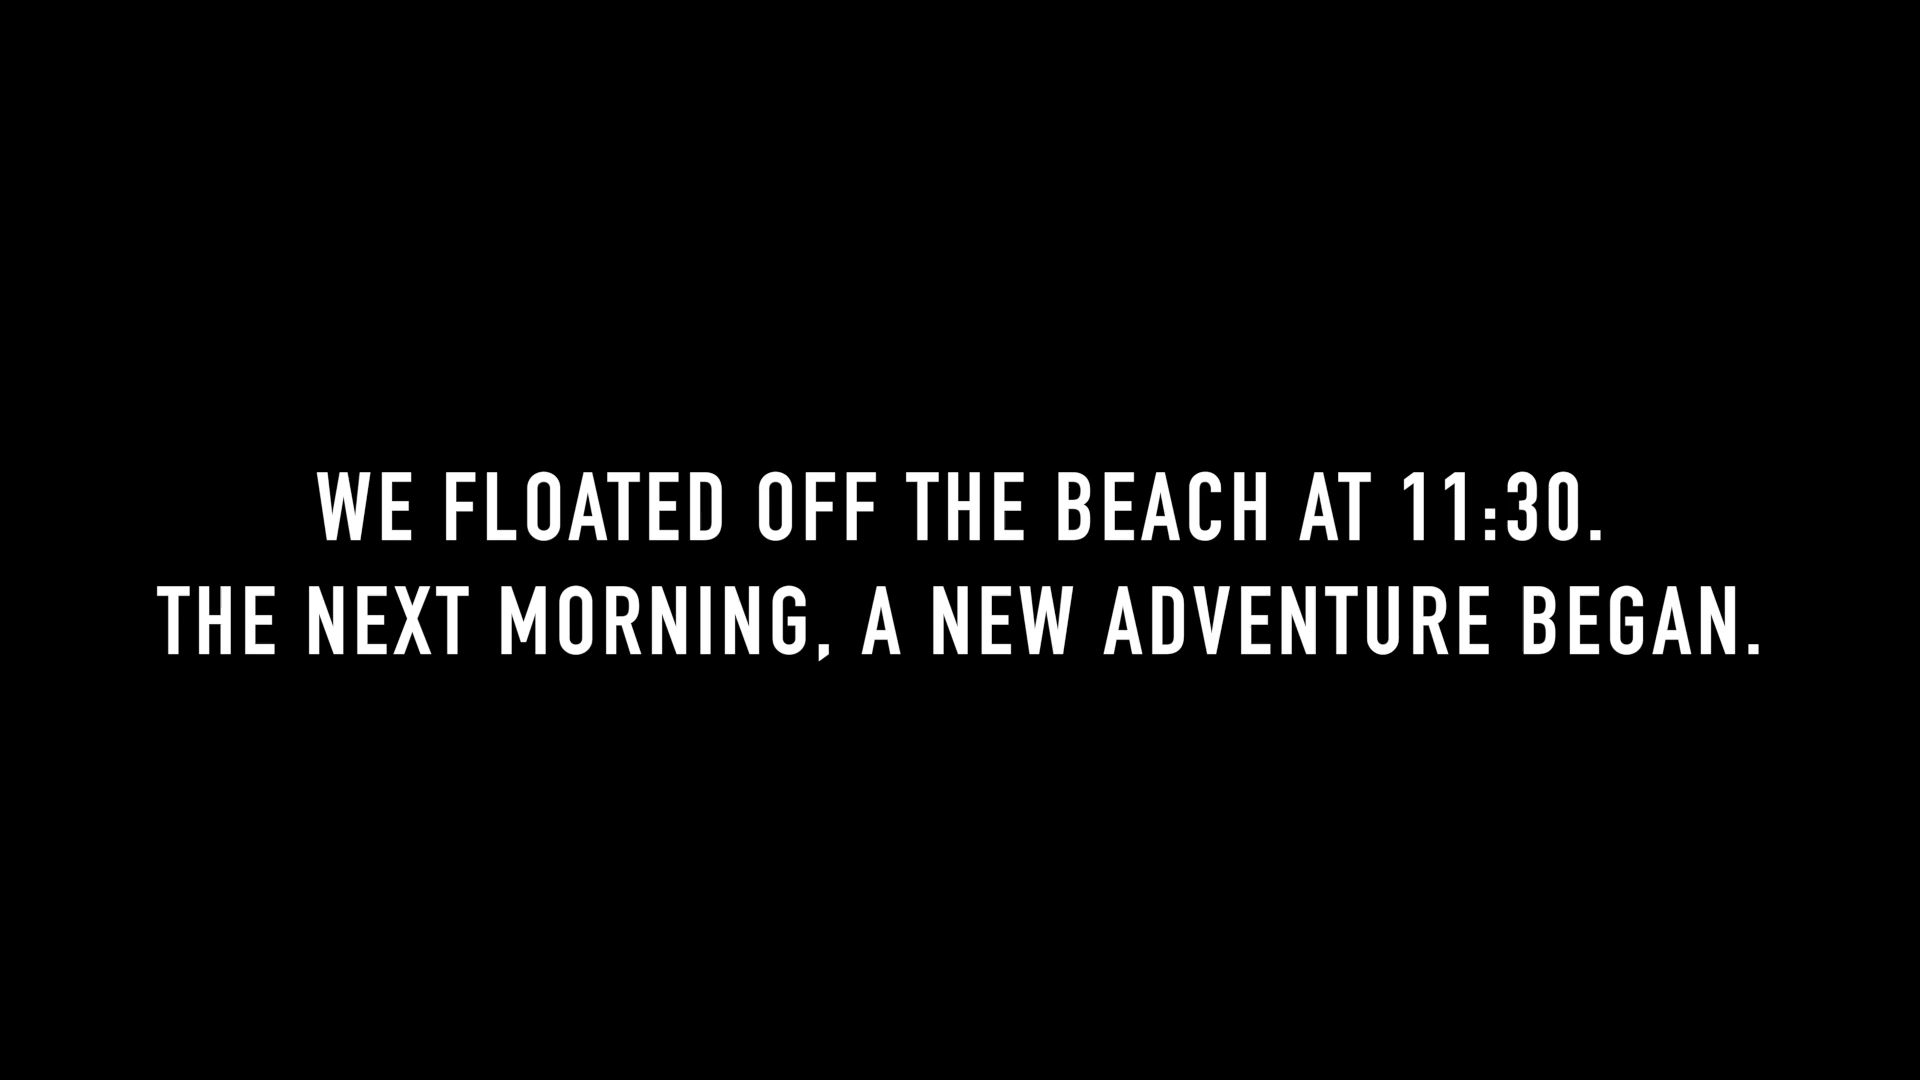 WE FLOATED OFF THE BEACH AT 11:30.
THE NEXT MORNING, A NEW ADVENTURE BEGAN.